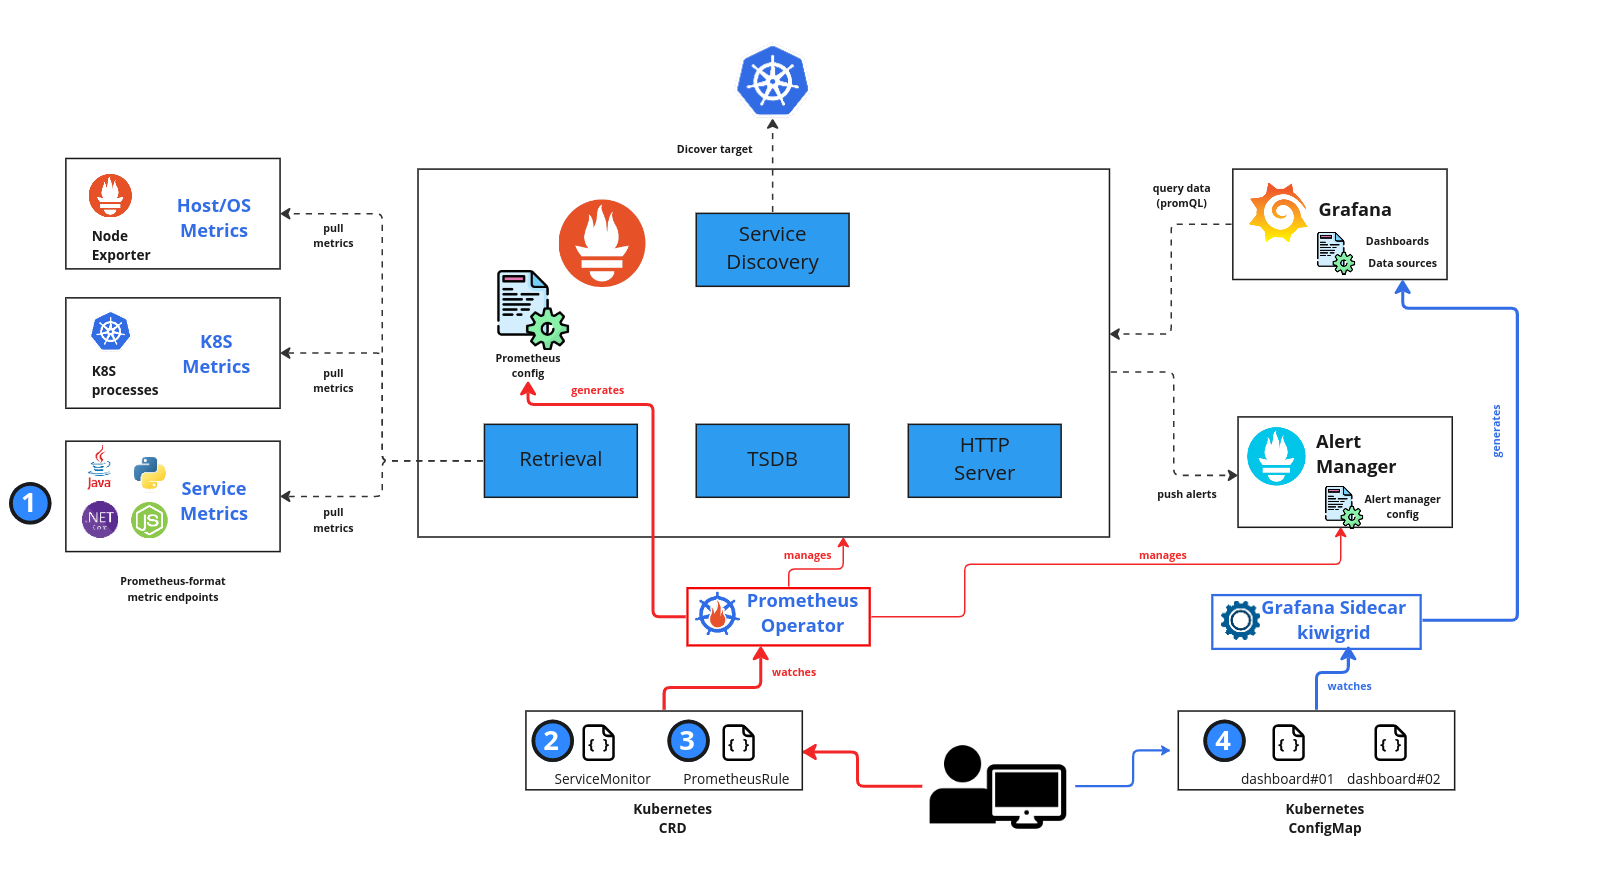 Dicover target
Node
Exporter
Host/OS
Metrics
pull
metrics
K8S
processes
K8S
Metrics
pull
metrics
1
Java
.NET
Core
JS
Service
Metrics
pull
metrics
Prometheus-format
metric endpoints
Service
Discovery
Prometheus
config
generates
Retrieval
TSDB
HTTP
Server
query data
(promQL)
Grafana
Dashboards
Data sources
generates
Alert
Manager
Alert manager
config
push alerts
manages
manages
Prometheus
Operator
Grafana Sidecar
kiwigrid
watches
watches
2
{ }
ServiceMonitor
3
{ }
PrometheusRule
Kubernetes
CRD
4
{ }
dashboard#01
{ }
dashboard#02
Kubernetes
ConfigMap